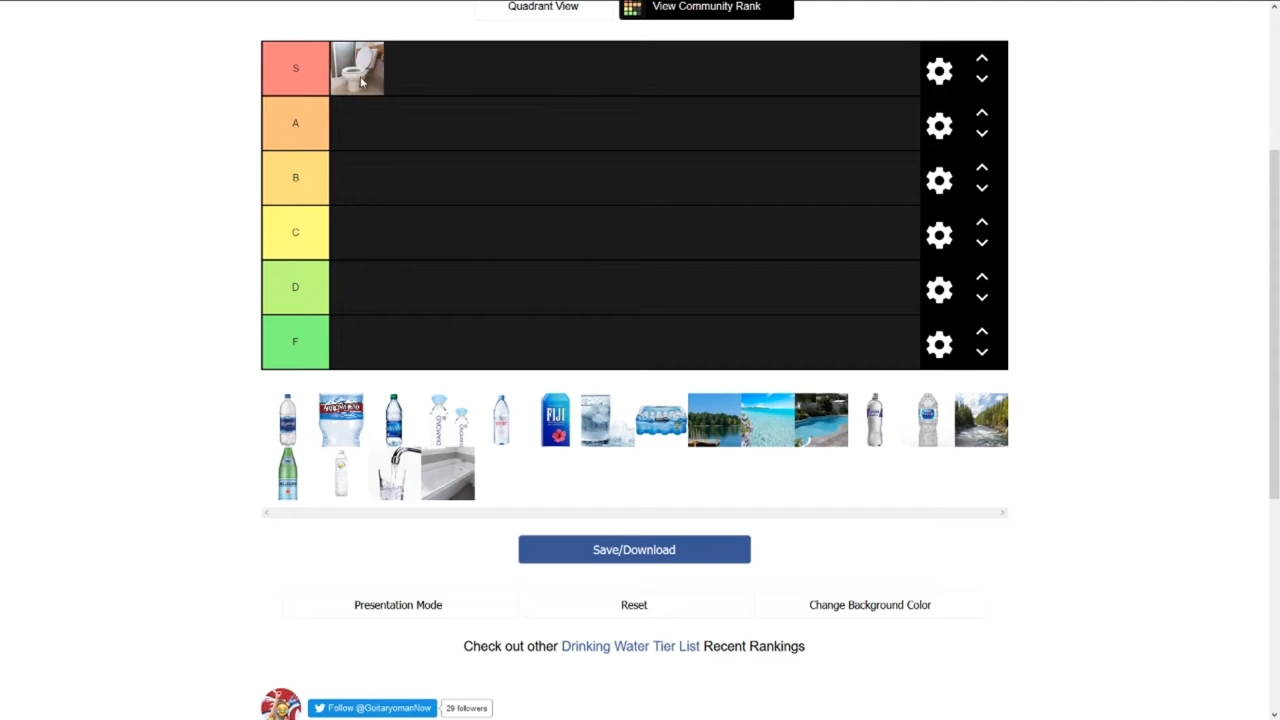 Quadrant View
View Community Rank
S
A
B
C
D
F
FIJI
Save/Download
Presentation Mode
Reset
Change Background Color
Check out other Drinking Water Tier List Recent Rankings
Follow @GuitaryomanNow
29 followers